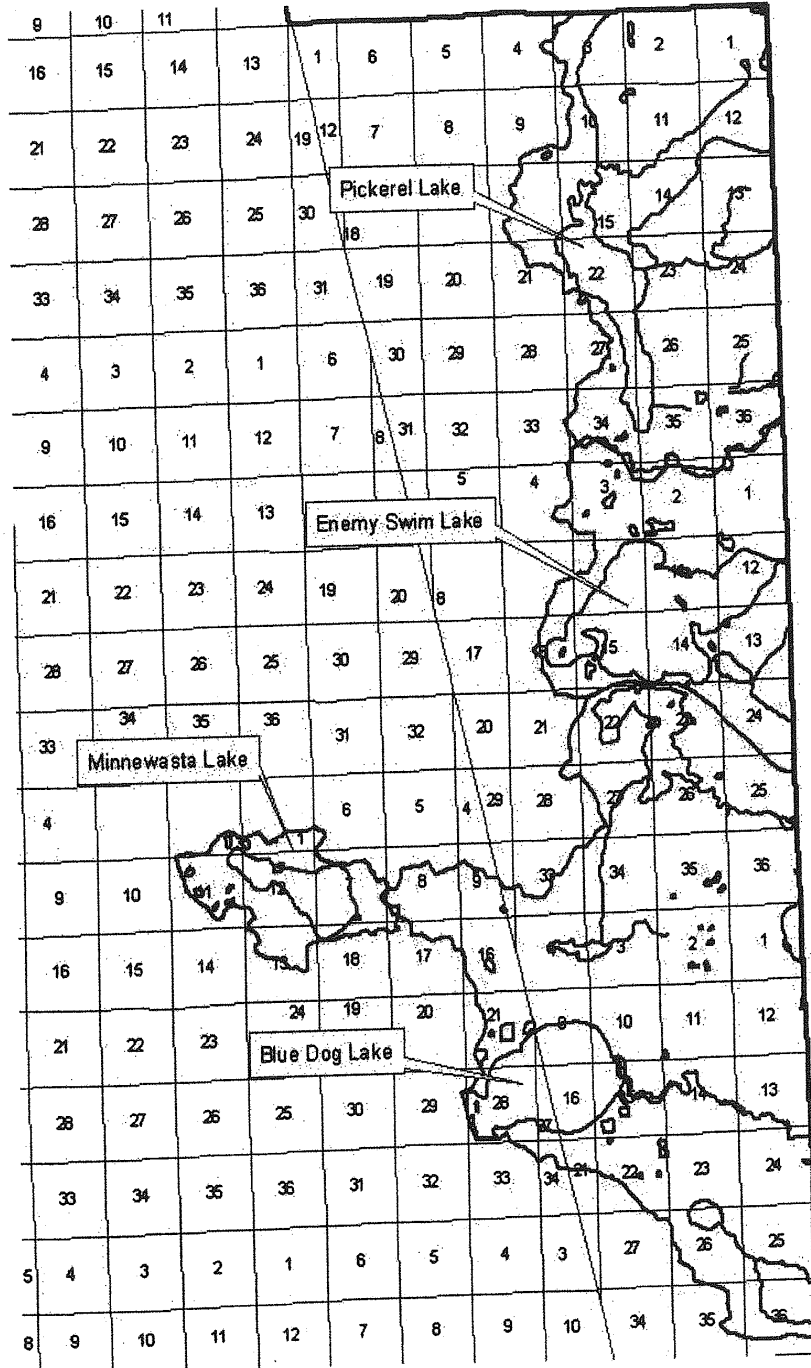 9 10 11
16 15 14 13 1 6 5 4 3 2 1
21 22 23 24 19 12 7 8 9 10 11 12
Pickerel Lake
28 27 26 25 30 18 15 14 13
33 34 35 36 31 19 20 21 22 23 24
4 3 2 1 6 30 29 28 27 26 25
9 10 11 12 7 8 31 32 33 34 35 36
5 4 3 2 1
16 15 14 13
Enemy Swim Lake
21 22 23 24 19 20 8 12
28 27 26 25 30 29 17 15 14 13
33 34 35 36 31 32 20 21 22 24
Minnewasta Lake
4 6 5 4 29 28 27 26 25
1
9 10 12 8 9 33 34 35 36
16 15 14 13 18 17 16 3 2 1
24 19 20 21 9 10 11 12
21 22 23
Blue Dog Lake
28 27 26 25 30 29 28 16 14 13
33 34 35 36 31 32 33 34 21 22 23 24
5 4 3 2 1 6 5 4 3 27 26 25
8 9 10 11 12 7 8 9 10 34 35 36